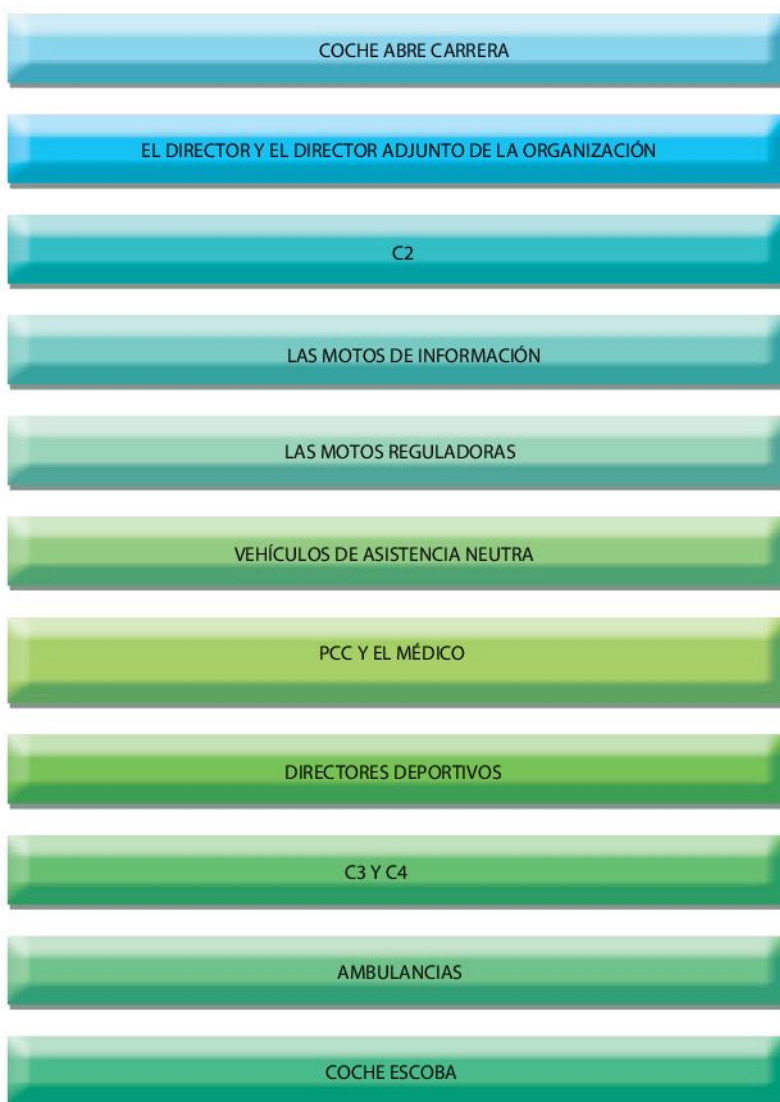 COCHE ABRE CARRERA
EL DIRECTOR Y EL DIRECTOR ADJUNTO DE LA ORGANIZACIÓN
C2
LAS MOTOS DE INFORMACIÓN
LAS MOTOS REGULADORAS
VEHÍCULOS DE ASISTENCIA NEUTRA
PCC Y EL MÉDICO
DIRECTORES DEPORTIVOS
C3 Y C4
AMBULANCIAS
COCHE ESCOBA